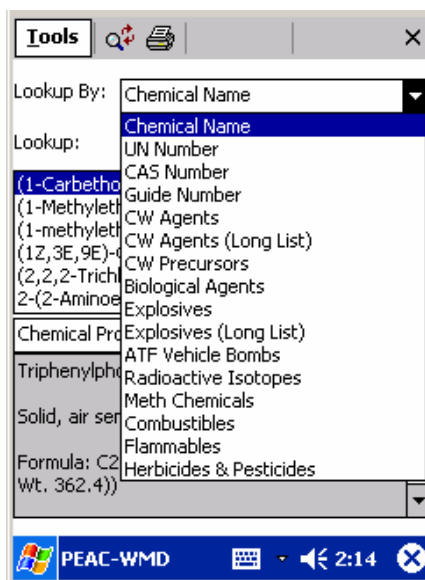 Tools
Lookup By: Chemical Name
Chemical Name
Lookup:
UN Number
CAS Number
Guide Number
CW Agents
CW Agents (Long List)
CW Precursors
Biological Agents
Explosives
Explosives (Long List)
ATF Vehicle Bombs
Radioactive Isotopes
Meth Chemicals
Combustibles
Flammables
Herbicides & Pesticides
(1-Carbetho
(1-Methyleth
(1-methyleth
(1Z,3E,9E)-
(2,2,2-Trichl
2-(2-Aminoe
Chemical Pro
Triphenylpho
Solid, air ser
Formula: C2
Wt. 362.4))
PEAC-WMD 2:14